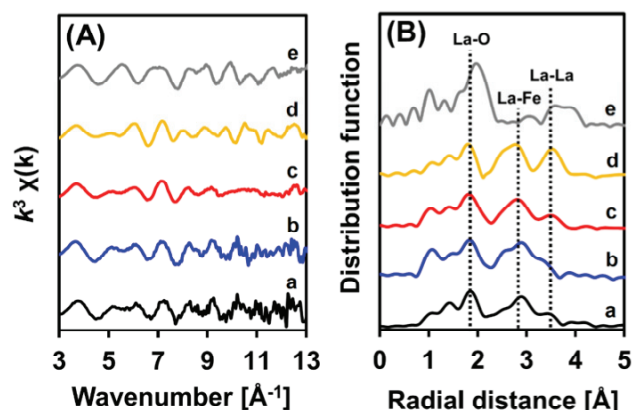 (A)
k³ χ(k)
e
d
c
b
a
3 5 7 9 11 13
Wavenumber [Å⁻¹]
(B)
Distribution function
La–O
La–Fe
La–La
e
d
c
b
a
0 1 2 3 4 5
Radial distance [Å]